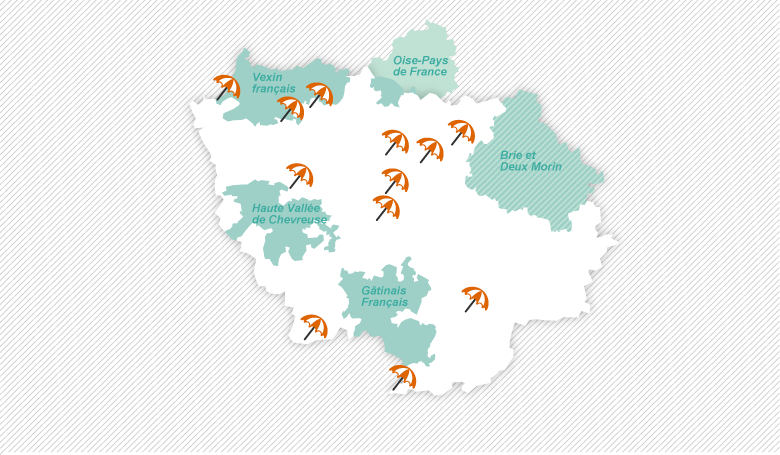 Oise-Pays
de France
Vexin
français
Brie et
Deux Morin
Haute Vallée
de Chevreuse
Gâtinais
Français